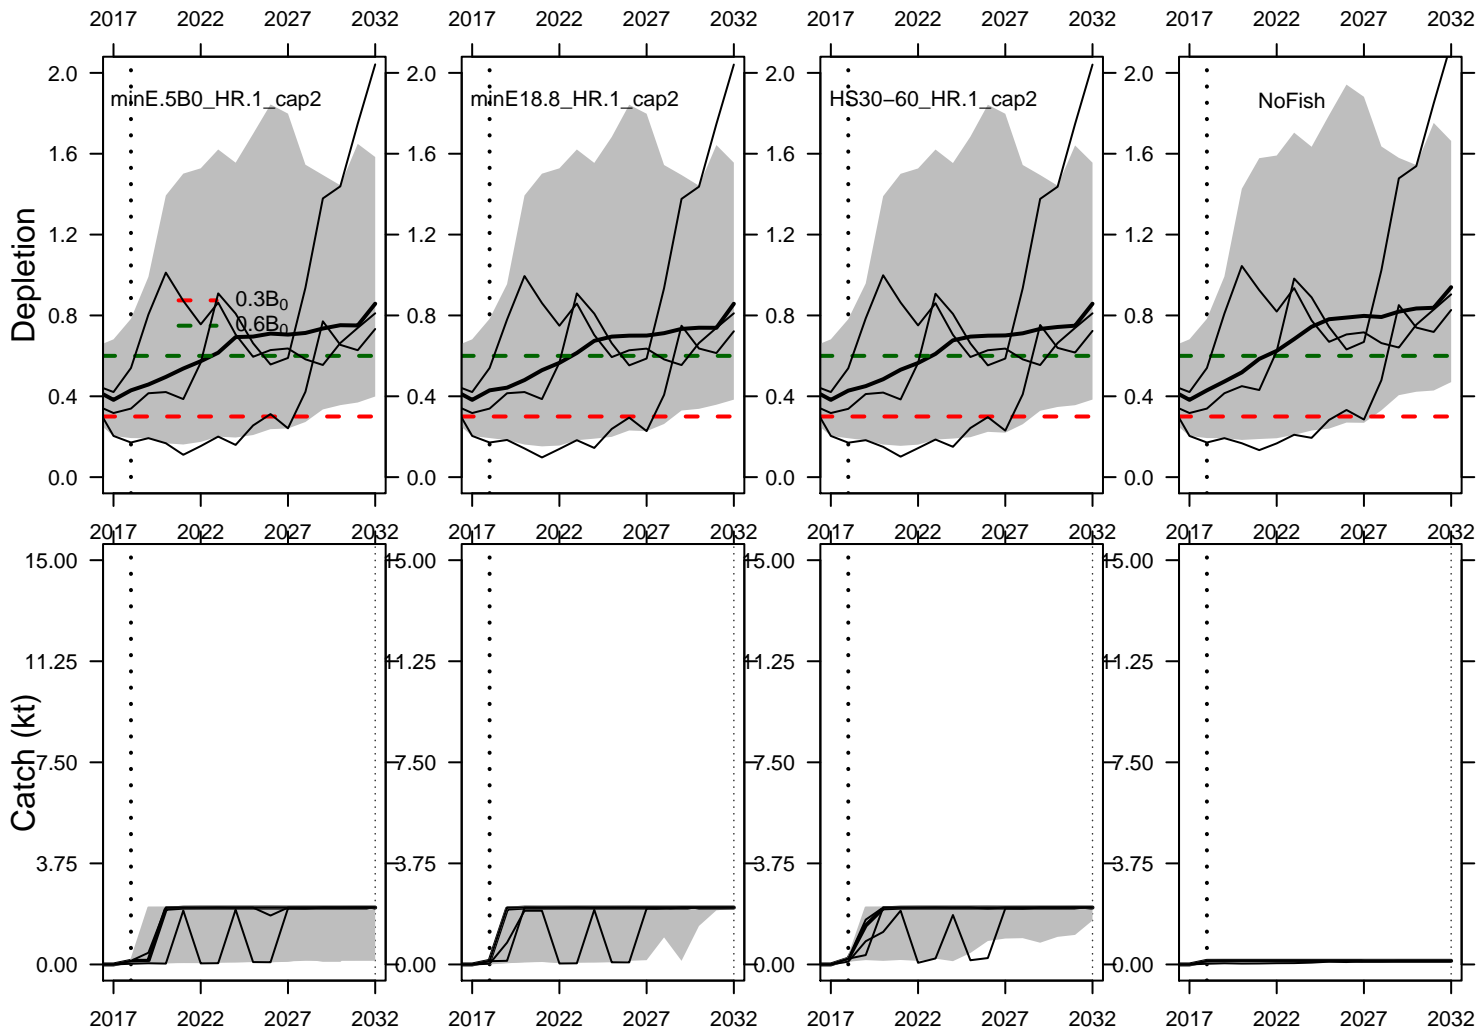 2017 2022 2027 2032 2017 2022 2027 2032 2017 2022 2027 2032 2017 2022 2027 2032
Depletion
2.0 2.0 2.0 2.0
minE.5B0_HR.1_cap2 minE18.8_HR.1_cap2 HS30−60_HR.1_cap2 NoFish
1.6 1.6 1.6 1.6
1.2 1.2 1.2 1.2
0.3B0
0.8 0.8 0.8 0.8
0.6B0
0.4 0.4 0.4 0.4
0.0 0.0 0.0 0.0
2017 2022 2027 2032 2017 2022 2027 2032 2017 2022 2027 2032 2017 2022 2027 2032
Catch (kt)
15.00 15.00 15.00 15.00
11.25 11.25 11.25 11.25
7.50 7.50 7.50 7.50
3.75 3.75 3.75 3.75
0.00 0.00 0.00 0.00
2017 2022 2027 2032 2017 2022 2027 2032 2017 2022 2027 2032 2017 2022 2027 2032